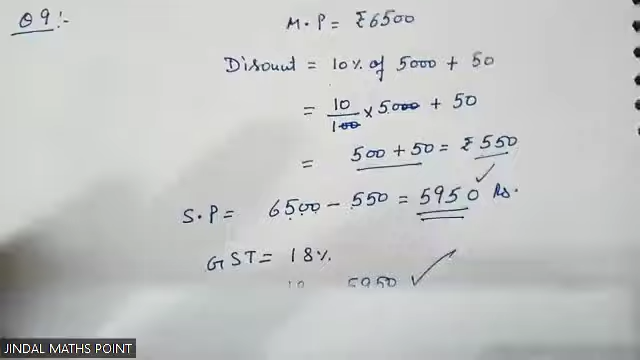 Q9:-
M.P = ₹6500
Disount = 10% of 5000 + 50
= 10/100 × 5000 + 50
= 500 + 50 = ₹550
S.P = 6500 - 550 = 5950 Rs.
GST = 18%
5950
JINDAL MATHS POINT